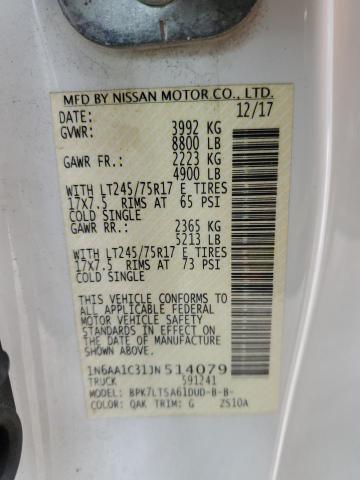 MFD BY NISSAN MOTOR CO., LTD.
DATE: 12/17
GVWR: 3992 KG
8800 LB
GAWR FR.: 2223 KG
4900 LB
WITH LT245/75R17 E TIRES
17X7.5 RIMS AT 65 PSI
COLD SINGLE
GAWR RR.: 2365 KG
5213 LB
WITH LT245/75R17 E TIRES
17X7.5 RIMS AT 73 PSI
COLD SINGLE
THIS VEHICLE CONFORMS TO
ALL APPLICABLE FEDERAL
MOTOR VEHICLE SAFETY
STANDARDS IN EFFECT ON
THE DATE OF MANUFACTURE
SHOWN ABOVE.
1N6AA1C31JN514079
TRUCK 591241
MODEL: BPK7LTSA61DUD-B-B-
COLOR: QAK TRIM: G ZS10A